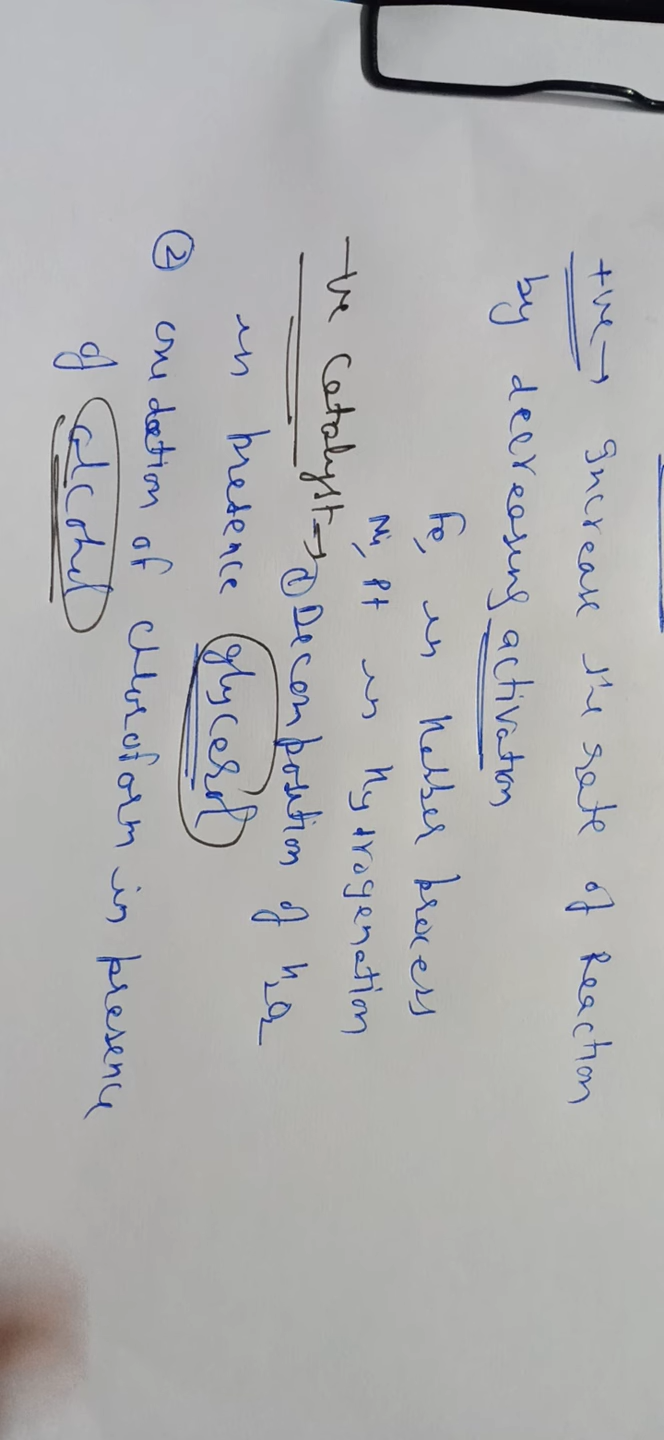 +ve → Increase the rate of Reaction
by decreasing activation
Fe, in Haber process
Ni, Pt in Hydrogenation
-ve Catalyst → ① Decomposition of H2O2
in presence glycerol
② oxidation of chloroform in presence
of alcohol